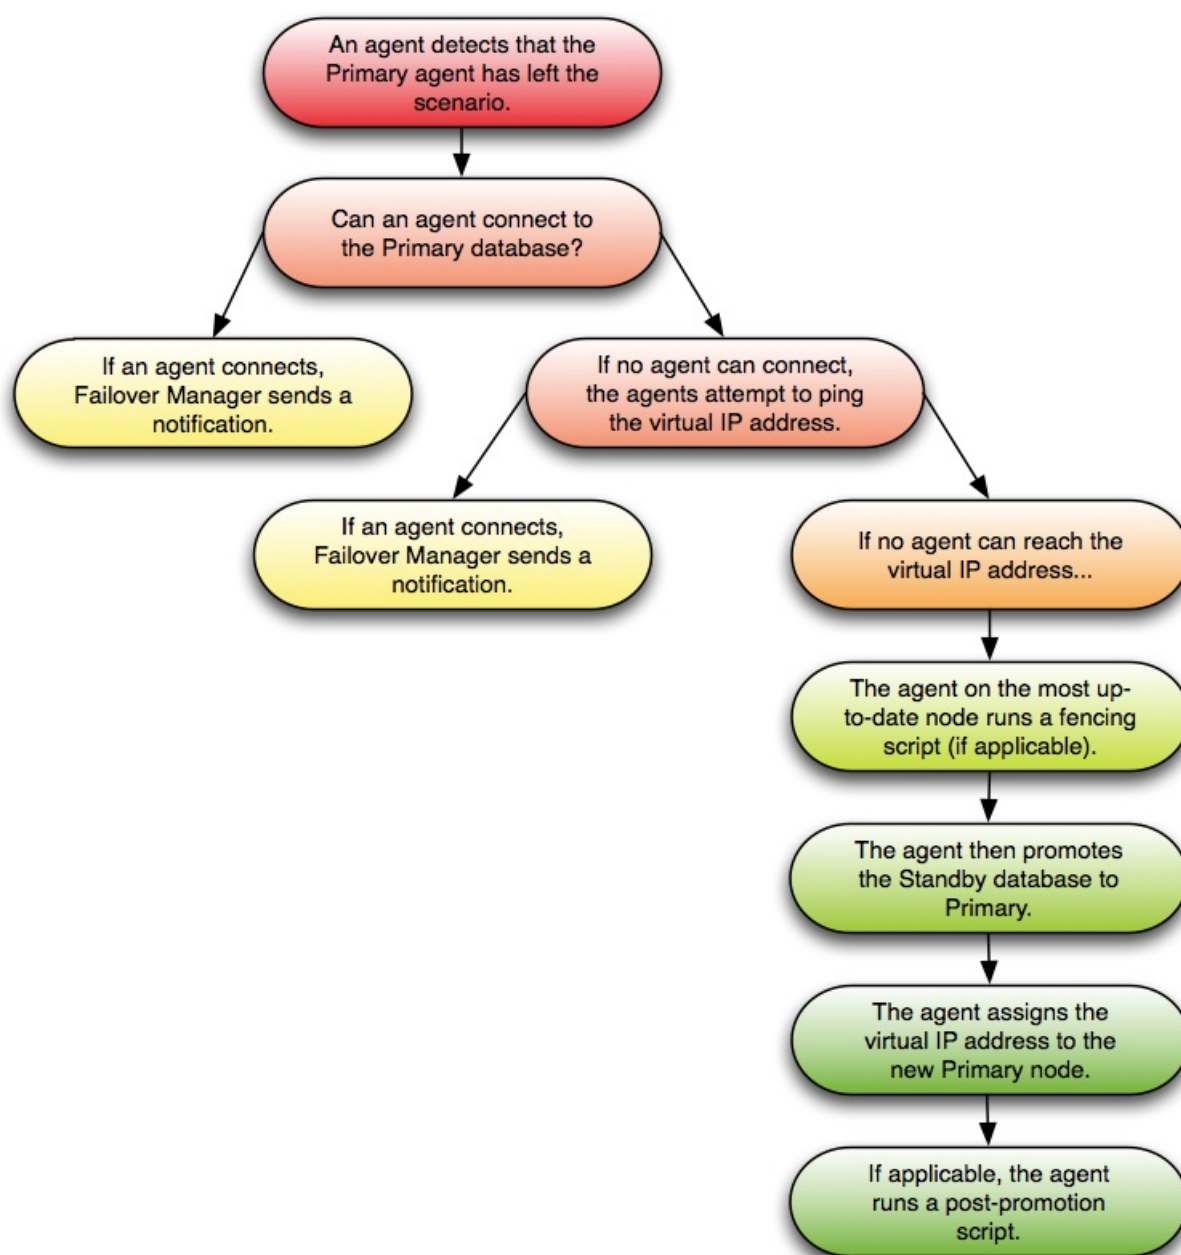 An agent detects that the
Primary agent has left the
scenario.
Can an agent connect to
the Primary database?
If an agent connects,
Failover Manager sends a
notification.
If no agent can connect,
the agents attempt to ping
the virtual IP address.
If an agent connects,
Failover Manager sends a
notification.
If no agent can reach the
virtual IP address...
The agent on the most up-
to-date node runs a fencing
script (if applicable).
The agent then promotes
the Standby database to
Primary.
The agent assigns the
virtual IP address to the
new Primary node.
If applicable, the agent
runs a post-promotion
script.